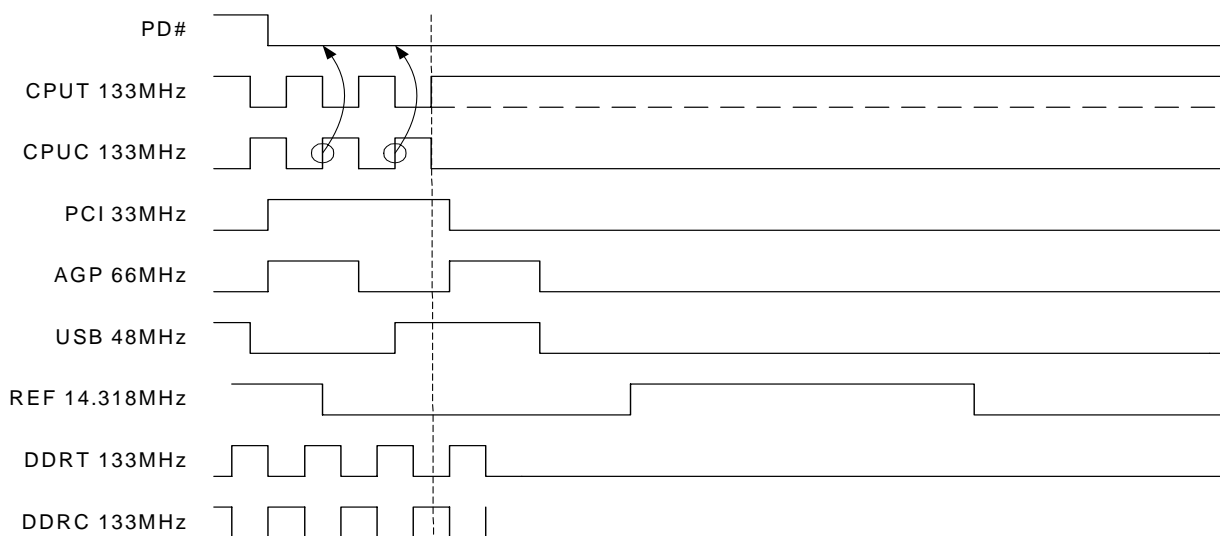 PD#
CPUT 133MHz
CPUC 133MHz
PCI 33MHz
AGP 66MHz
USB 48MHz
REF 14.318MHz
DDRT 133MHz
DDRC 133MHz